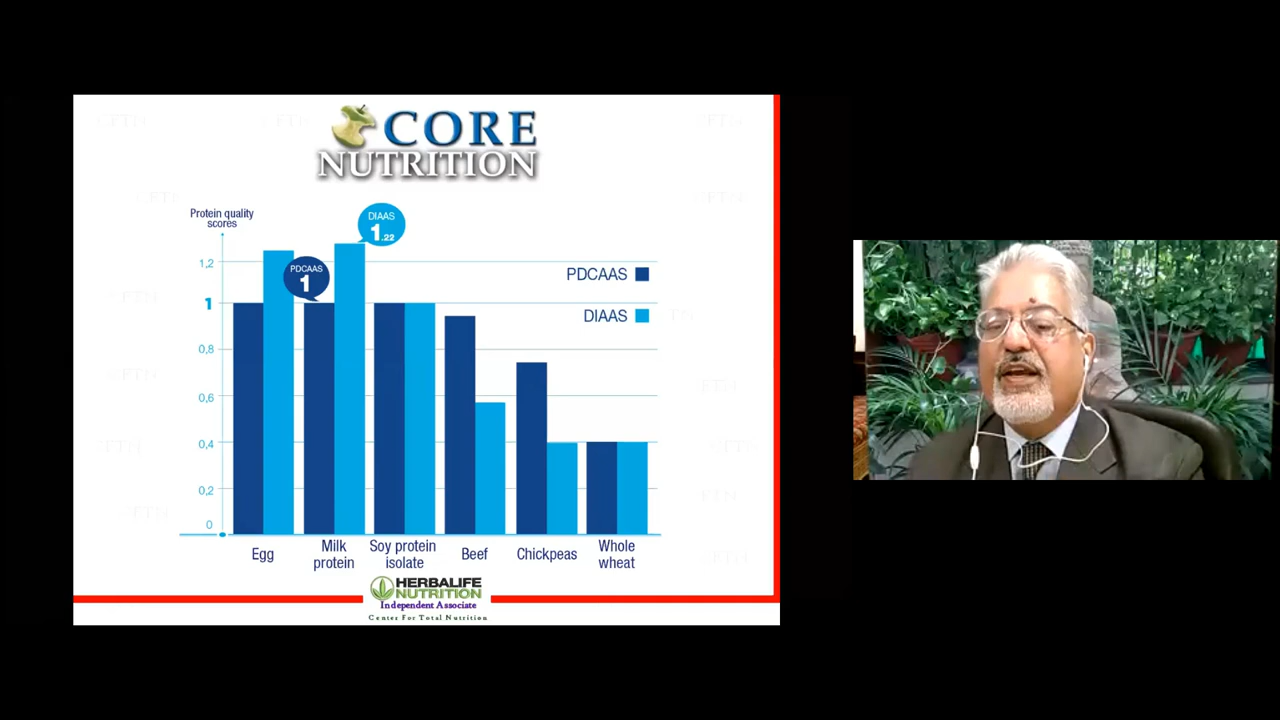 CORE
NUTRITION
Protein quality
scores
DIAAS
1.22
PDCAAS
1
PDCAAS
DIAAS
1,2
1
0,8
0,6
0,4
0,2
0
Egg
Milk
protein
Soy protein
isolate
Beef
Chickpeas
Whole
wheat
HERBALIFE
NUTRITION
Independent Associate
Center For Total Nutrition
CFTN